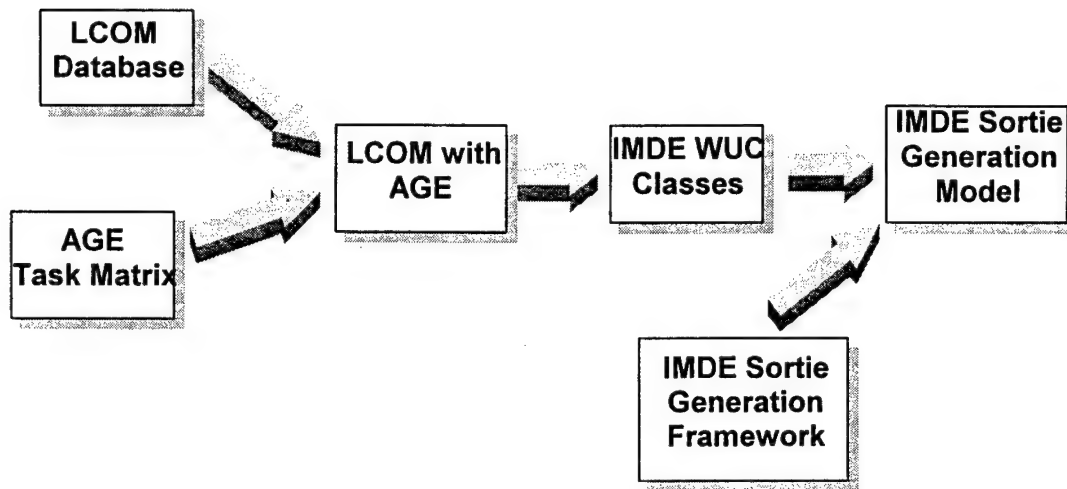 LCOM
Database
AGE
Task Matrix
LCOM with
AGE
IMDE WUC
Classes
IMDE Sortie
Generation
Model
IMDE Sortie
Generation
Framework